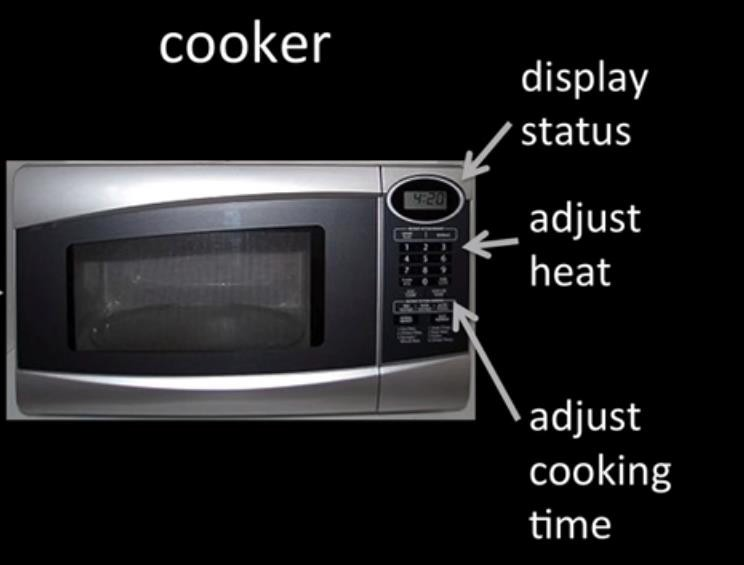 cooker
display
status
4:20
adjust
heat
1 2 3
4 5 6
7 8 9
0
adjust
cooking
time